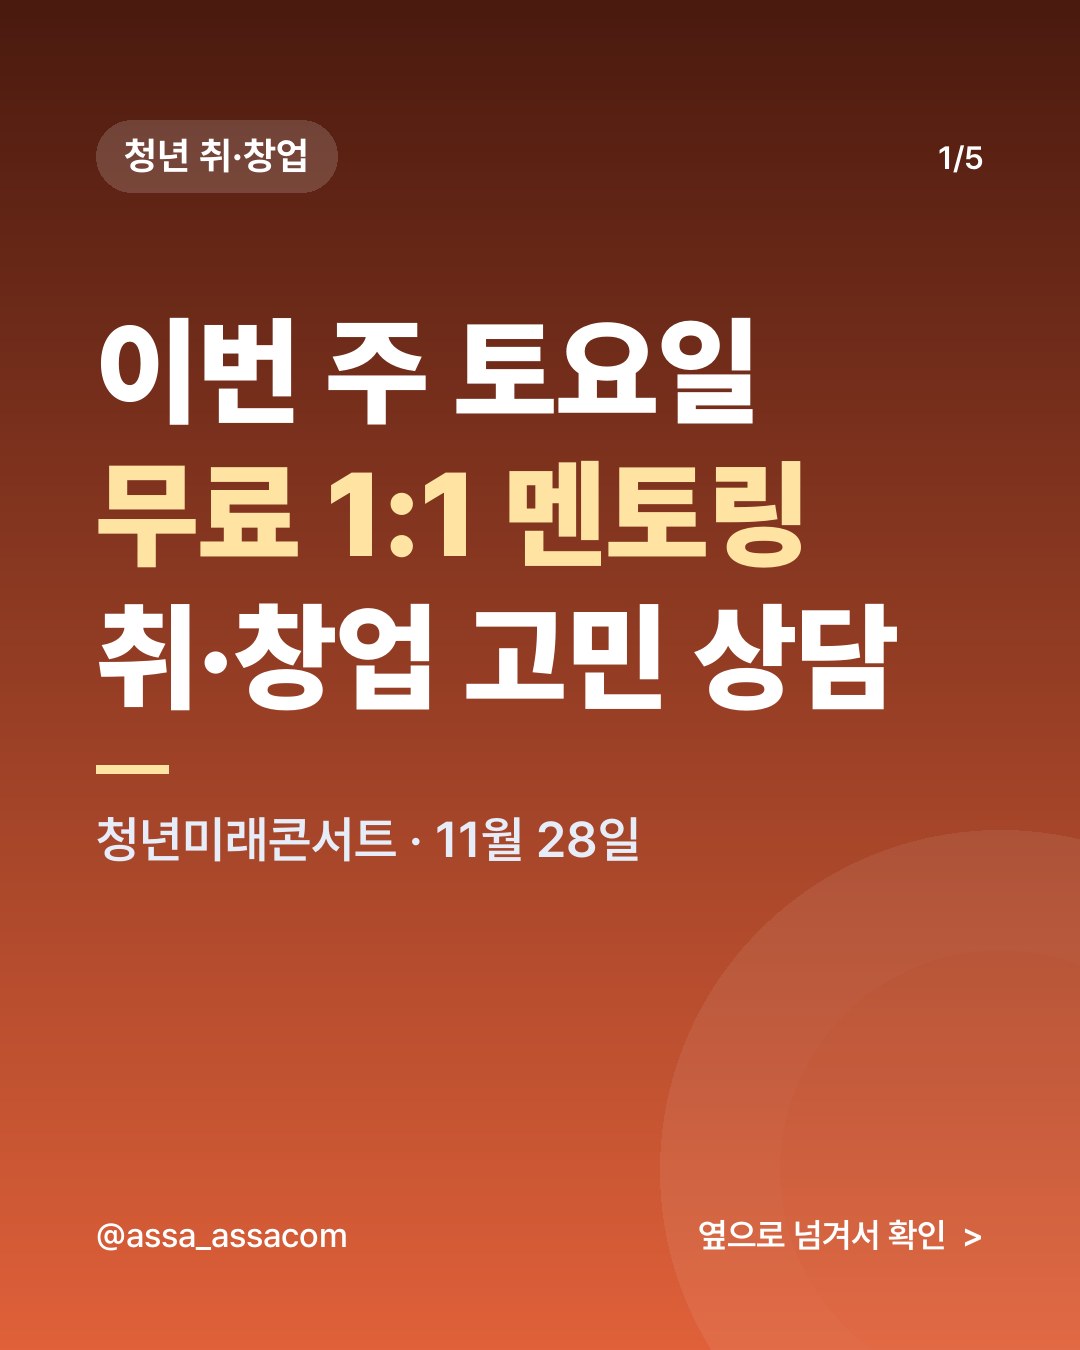 청년 취·창업
1/5
이번 주 토요일
무료 1:1 멘토링
취·창업 고민 상담
청년미래콘서트 · 11월 28일
@assa_assacom
옆으로 넘겨서 확인 >